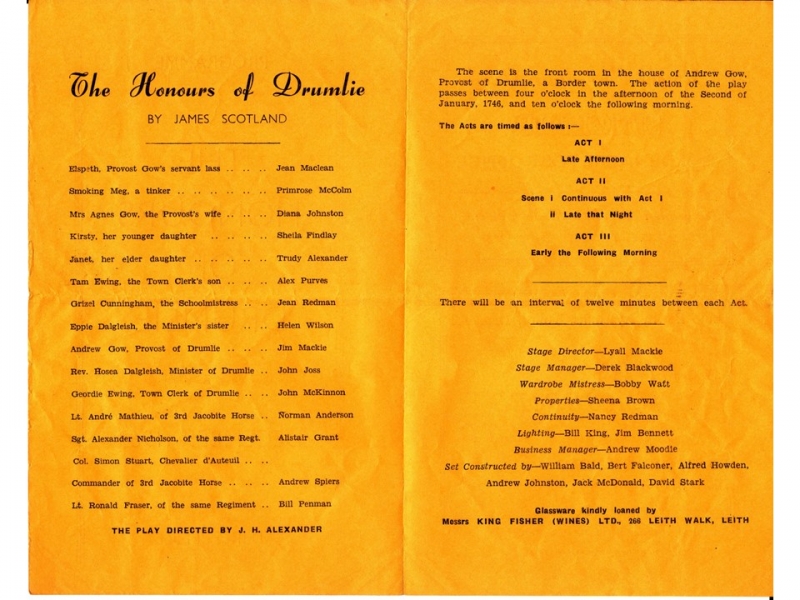 The Honours of Drumlie
BY JAMES SCOTLAND
Elspeth, Provost Gow's servant lass .. .. .. Jean Maclean
Smoking Meg, a tinker .. .. .. .. .. .. Primrose McColm
Mrs Agnes Gow, the Provost's wife .. .. .. Diana Johnston
Kirsty, her younger daughter .. .. .. .. Sheila Findlay
Janet, her elder daughter .. .. .. .. .. Trudy Alexander
Tam Ewing, the Town Clerk's son .. .. .. Alex Purves
Grizel Cunningham, the Schoolmistress .. .. Jean Redman
Eppie Dalgleish, the Minister's sister .. .. Helen Wilson
Andrew Gow, Provost of Drumlie .. .. .. Jim Mackie
Rev. Hosea Dalgleish, Minister of Drumlie .. John Joss
Geordie Ewing, Town Clerk of Drumlie .. .. John McKinnon
Lt. André Mathieu, of 3rd Jacobite Horse .. Norman Anderson
Sgt. Alexander Nicholson, of the same Regt. Alistair Grant
Col. Simon Stuart, Chevalier d'Auteuil .. ..
Commander of 3rd Jacobite Horse .. .. .. Andrew Spiers
Lt. Ronald Fraser, of the same Regiment .. Bill Penman
THE PLAY DIRECTED BY J. H. ALEXANDER
The scene is the front room in the house of Andrew Gow,
Provost of Drumlie, a Border town. The action of the play
passes between four o'clock in the afternoon of the Second of
January, 1746, and ten o'clock the following morning.
The Acts are timed as follows :—
ACT I
Late Afternoon
ACT II
Scene i Continuous with Act I
ii Late that Night
ACT III
Early the Following Morning
There will be an interval of twelve minutes between each Act.
Stage Director—Lyall Mackie
Stage Manager—Derek Blackwood
Wardrobe Mistress—Bobby Watt
Properties—Sheena Brown
Continuity—Nancy Redman
Lighting—Bill King, Jim Bennett
Business Manager—Andrew Moodie
Set Constructed by—William Bald, Bert Falconer, Alfred Howden,
Andrew Johnston, Jack McDonald, David Stark
Glassware kindly loaned by
Messrs KING FISHER (WINES) LTD., 266 LEITH WALK, LEITH